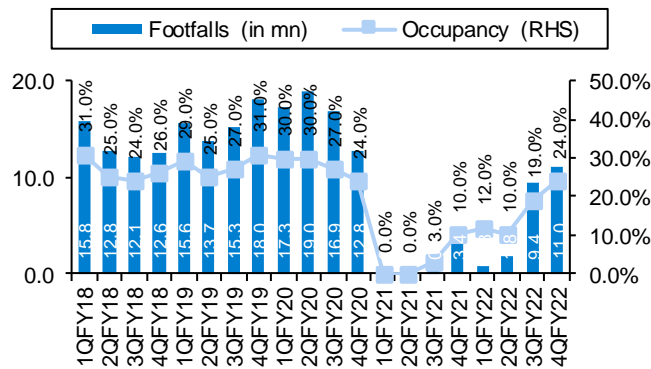 Footfalls (in mn) Occupancy (RHS)
20.0
10.0
0.0
50.0%
40.0%
30.0%
20.0%
10.0%
0.0%
31.0%
25.0%
24.0%
26.0%
29.0%
25.0%
27.0%
31.0%
30.0%
30.0%
27.0%
24.0%
0.0%
0.0%
3.0%
10.0%
12.0%
10.0%
19.0%
24.0%
15.8
12.8
12.1
12.6
15.6
13.7
15.3
18.0
17.3
19.0
16.9
12.8
3.4
9.4
11.0
1QFY18
2QFY18
3QFY18
4QFY18
1QFY19
2QFY19
3QFY19
4QFY19
1QFY20
2QFY20
3QFY20
4QFY20
1QFY21
2QFY21
3QFY21
4QFY21
1QFY22
2QFY22
3QFY22
4QFY22